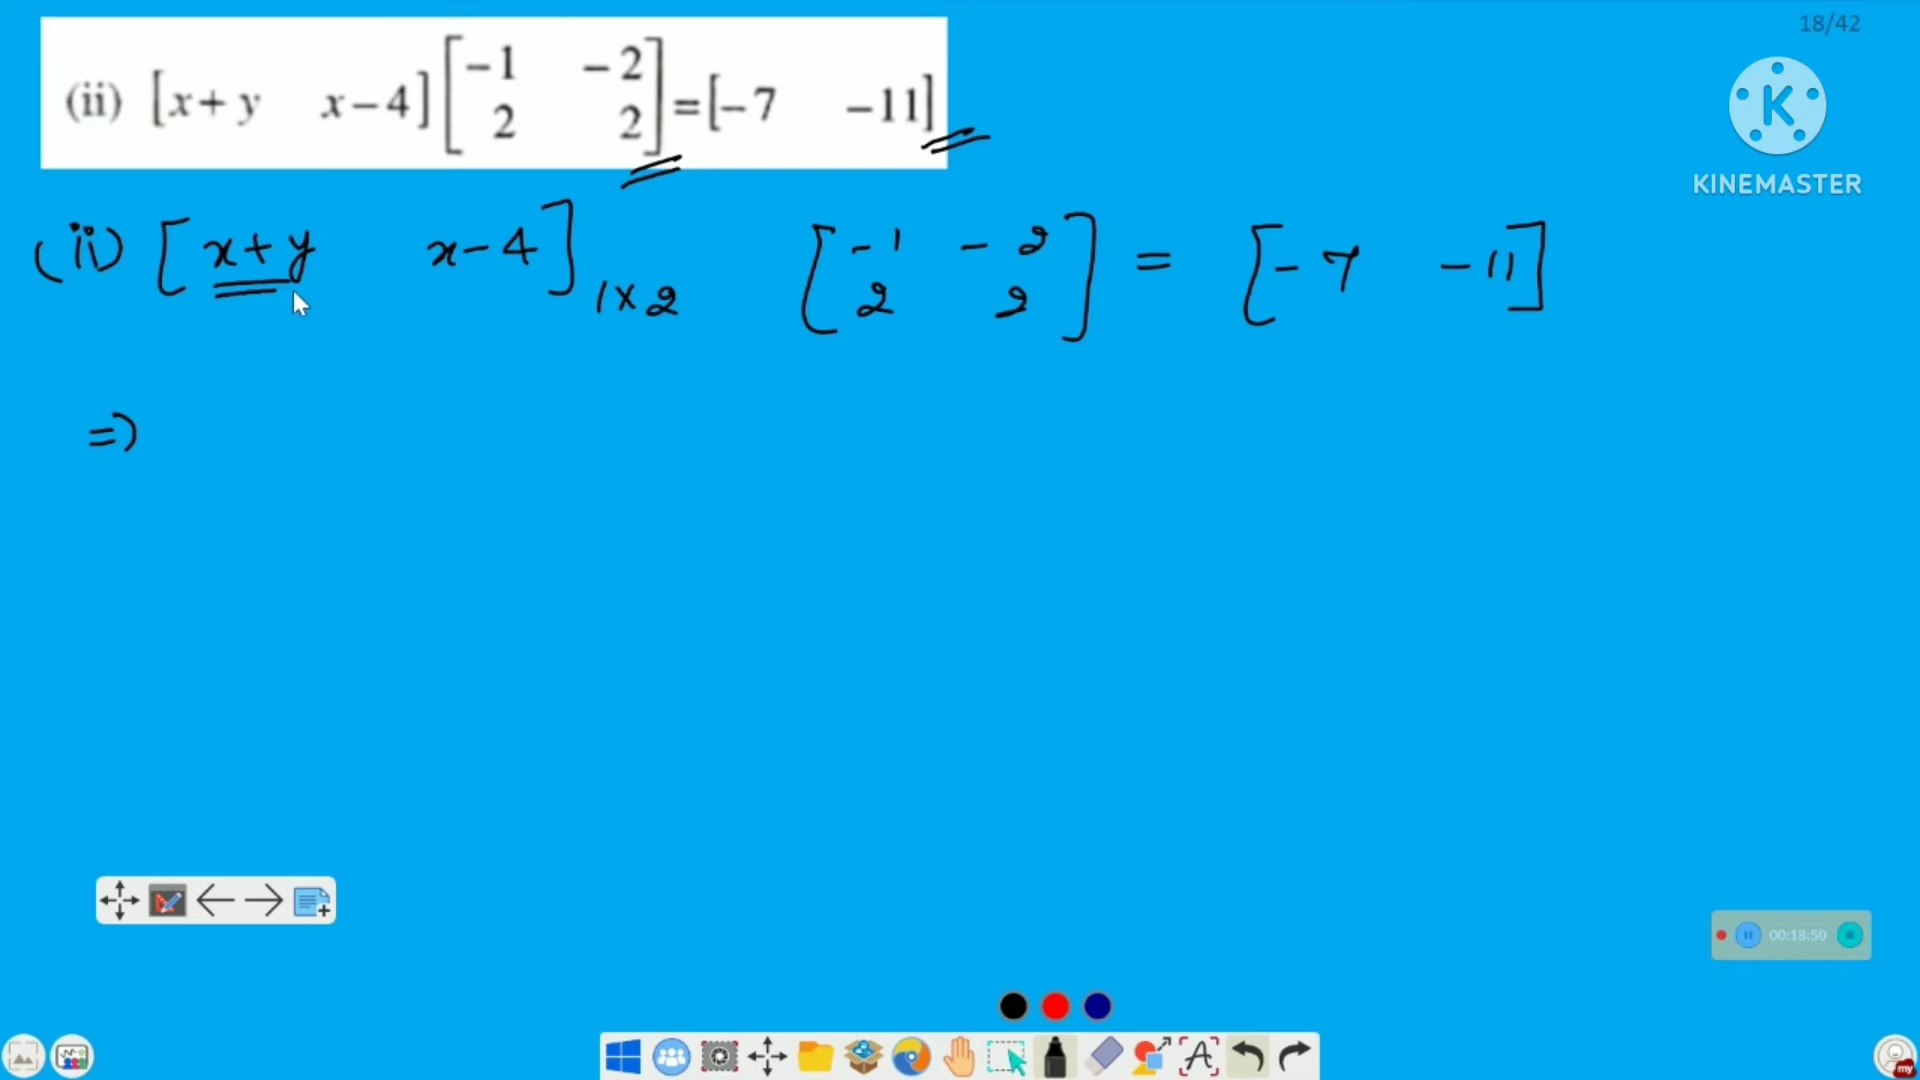 18/42
(ii) [x+y x−4] [−1 −2
2 2] = [−7 −11]
KINEMASTER
(ii) [x+y x−4]1×2 [−1 −2
2 2] = [−7 −11]
⇒
00:18:50
my